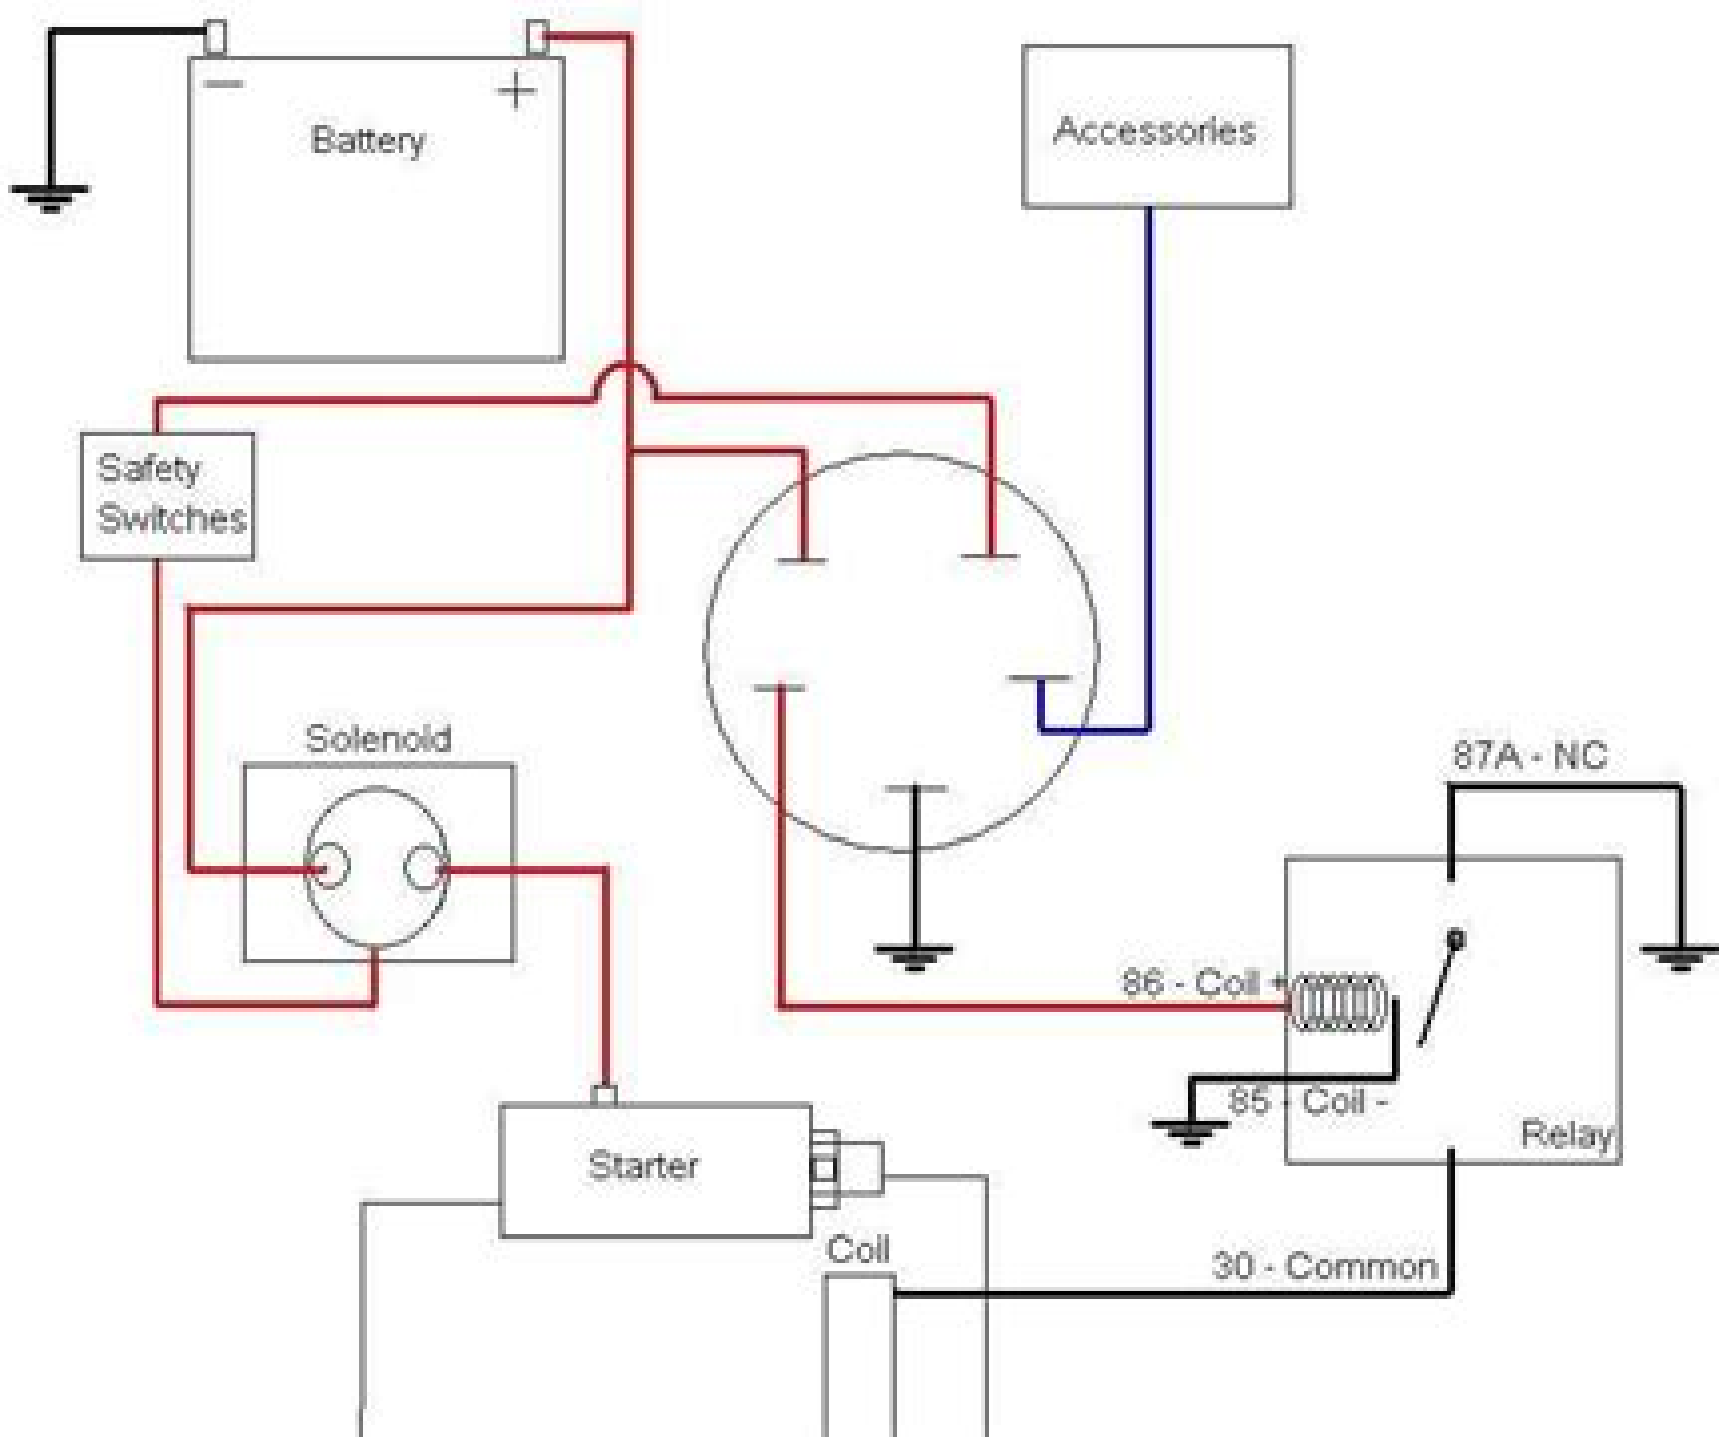 Battery
Accessories
Safety
Switches
Solenoid
87A - NC
86 - Coil +
85 - Coil -
Relay
Starter
Coil
30 - Common